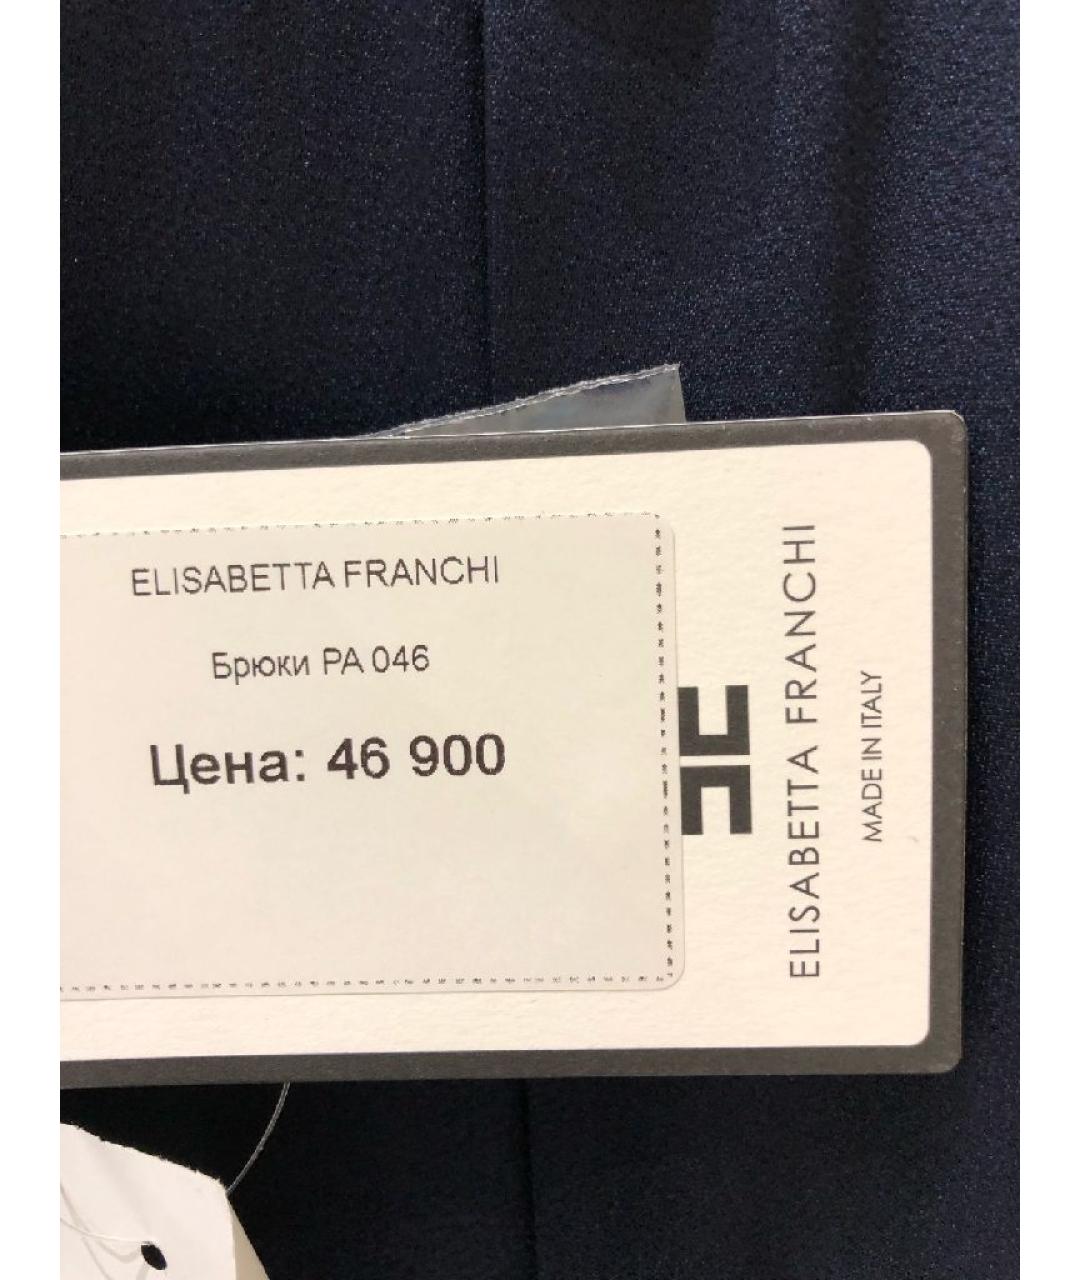 ELISABETTA FRANCHI
Брюки PA 046
Цена: 46 900
ELISABETTA FRANCHI
MADE IN ITALY